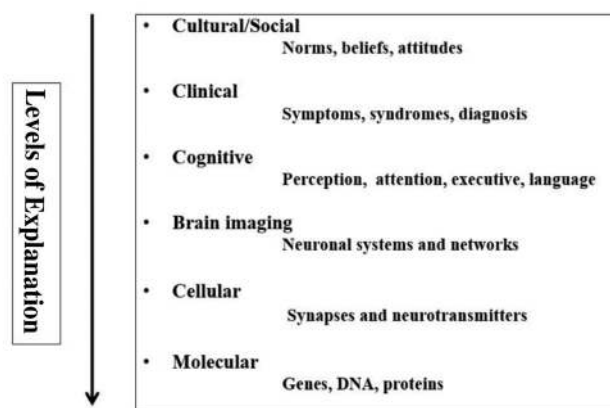 Levels of Explanation
• Cultural/Social
Norms, beliefs, attitudes
• Clinical
Symptoms, syndromes, diagnosis
• Cognitive
Perception, attention, executive, language
• Brain imaging
Neuronal systems and networks
• Cellular
Synapses and neurotransmitters
• Molecular
Genes, DNA, proteins